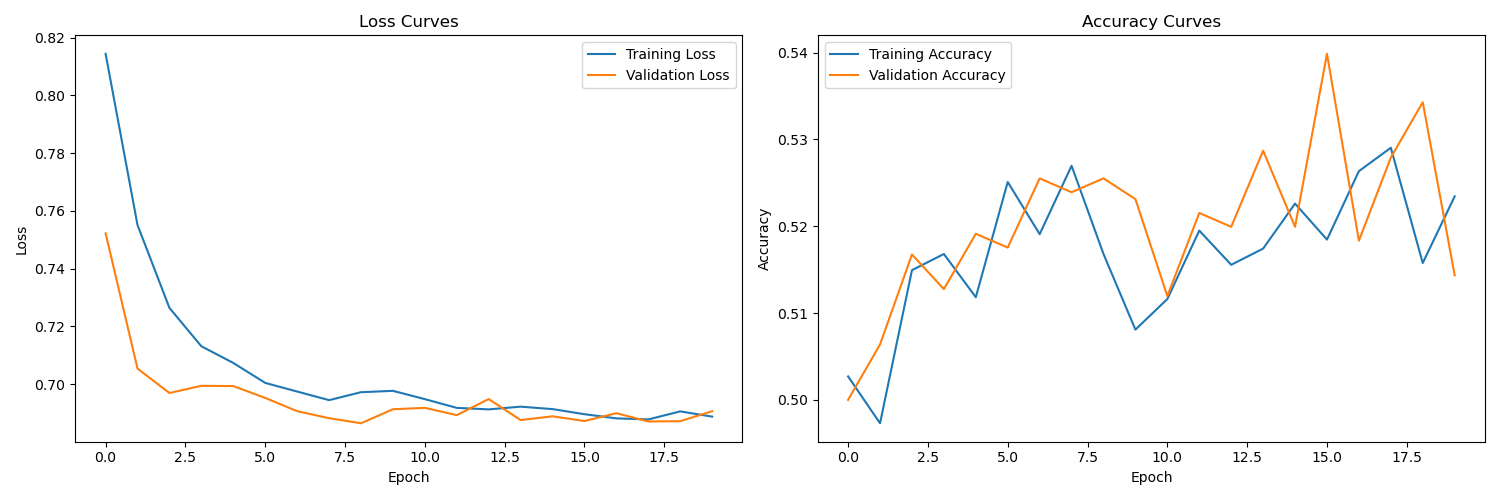 Loss Curves
0.82
0.80
0.78
0.76
0.74
0.72
0.70
Loss
Training Loss
Validation Loss
0.0 2.5 5.0 7.5 10.0 12.5 15.0 17.5
Epoch
Accuracy Curves
0.54
0.53
0.52
0.51
0.50
Accuracy
Training Accuracy
Validation Accuracy
0.0 2.5 5.0 7.5 10.0 12.5 15.0 17.5
Epoch